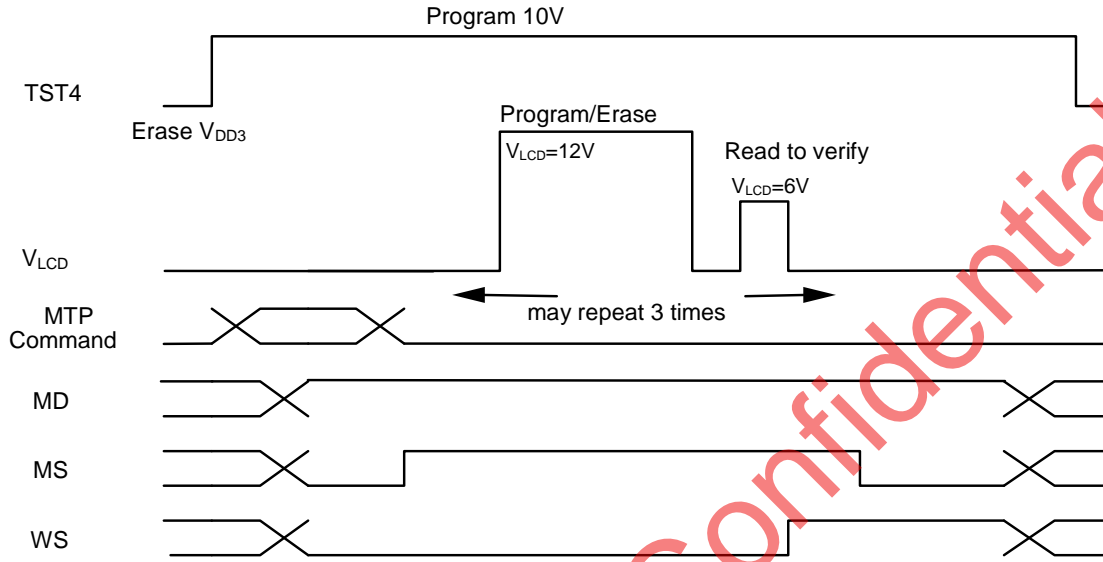 Program 10V
TST4
Erase VDD3
Program/Erase
VLCD=12V
Read to verify
VLCD=6V
VLCD
may repeat 3 times
MTP
Command
MD
MS
WS
Confidential